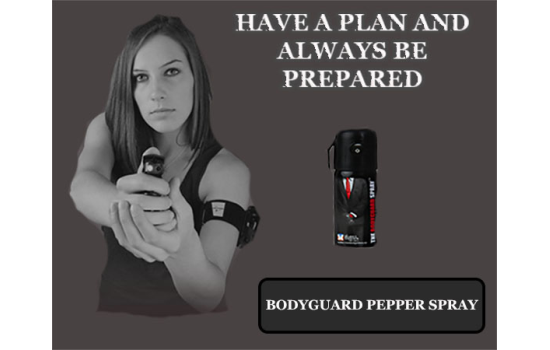 HAVE A PLAN AND
ALWAYS BE
PREPARED
BODYGUARD PEPPER SPRAY